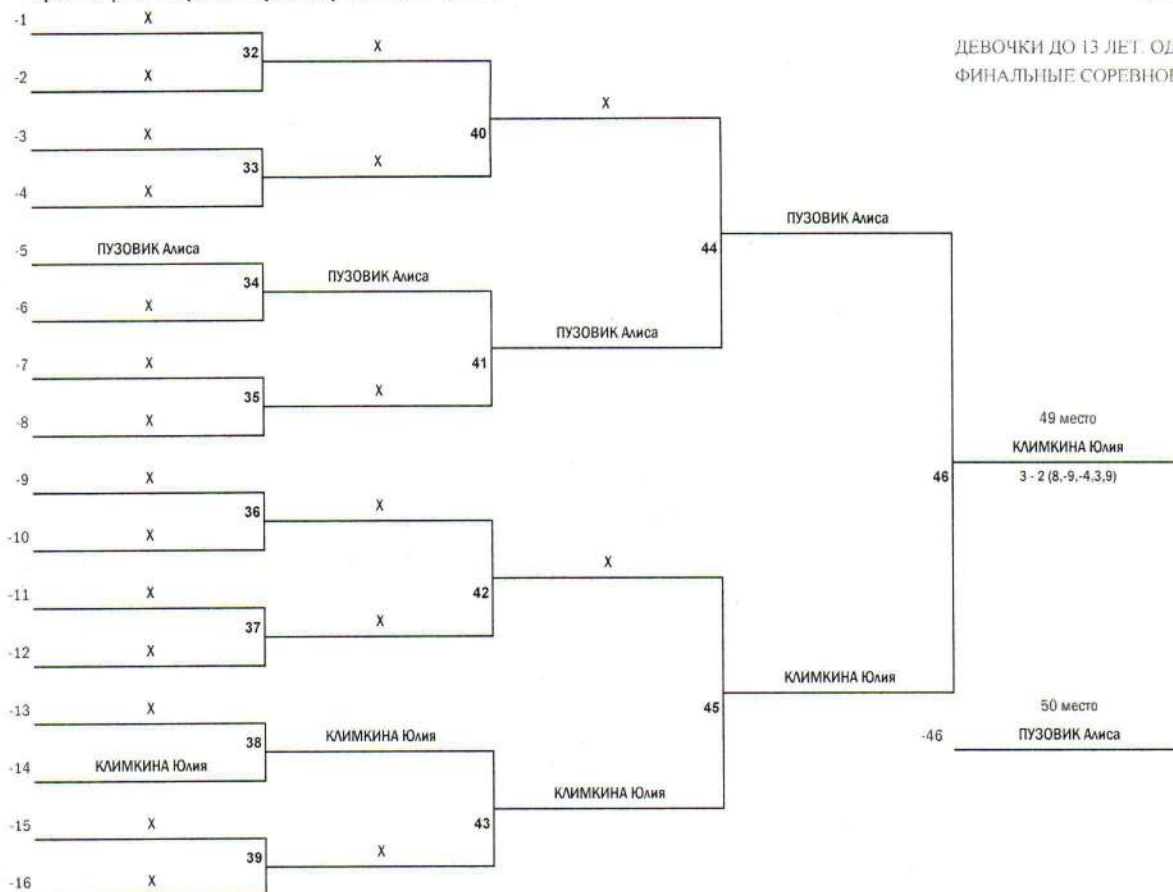 ДЕВОЧКИ ДО 13 ЛЕТ.
ФИНАЛЬНЫЕ
-1 X
32 X
-2 X
X
-3 X
40
33 X
-4 X
ПУЗОВИК Алиса
-5 ПУЗОВИК Алиса
44
34 ПУЗОВИК Алиса
-6 X
ПУЗОВИК Алиса
-7 X
41
35 X
-8 X
49 место
КЛИМКИНА Юлия
46 3 - 2 (8,-9,-4,3,9)
-9 X
36 X
-10 X
X
-11 X
42
37 X
-12 X
КЛИМКИНА Юлия
-13 X
45
38 КЛИМКИНА Юлия
-14 КЛИМКИНА Юлия
50 место
-46 ПУЗОВИК Алиса
КЛИМКИНА Юлия
-15 X
43
39 X
-16 X